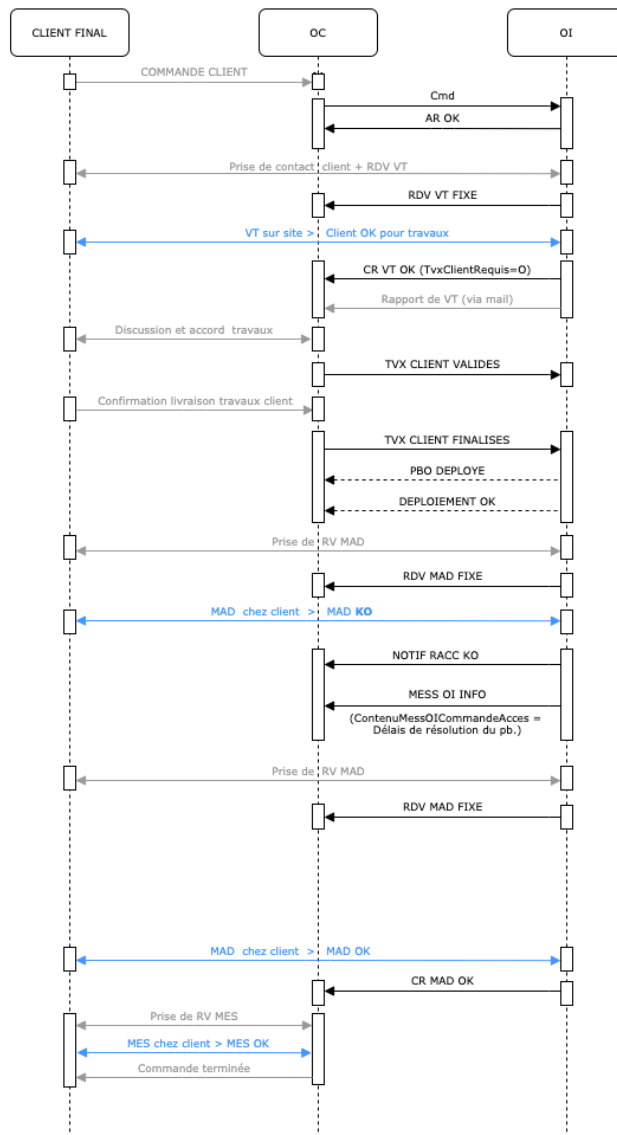 CLIENT FINAL
OC
OI
COMMANDE CLIENT
Cmd
AR OK
Prise de contact client + RDV VT
RDV VT FIXE
VT sur site > Client OK pour travaux
CR VT OK (TvxClientRequis=O)
Rapport de VT (via mail)
Discussion et accord travaux
TVX CLIENT VALIDES
Confirmation livraison travaux client
TVX CLIENT FINALISES
PBO DEPLOYE
DEPLOIEMENT OK
Prise de RV MAD
RDV MAD FIXE
MAD chez client > MAD KO
NOTIF RACC KO
MESS OI INFO
(ContenuMessOICommandeAcces =
Délais de résolution du pb.)
Prise de RV MAD
RDV MAD FIXE
MAD chez client > MAD OK
CR MAD OK
Prise de RV MES
MES chez client > MES OK
Commande terminée